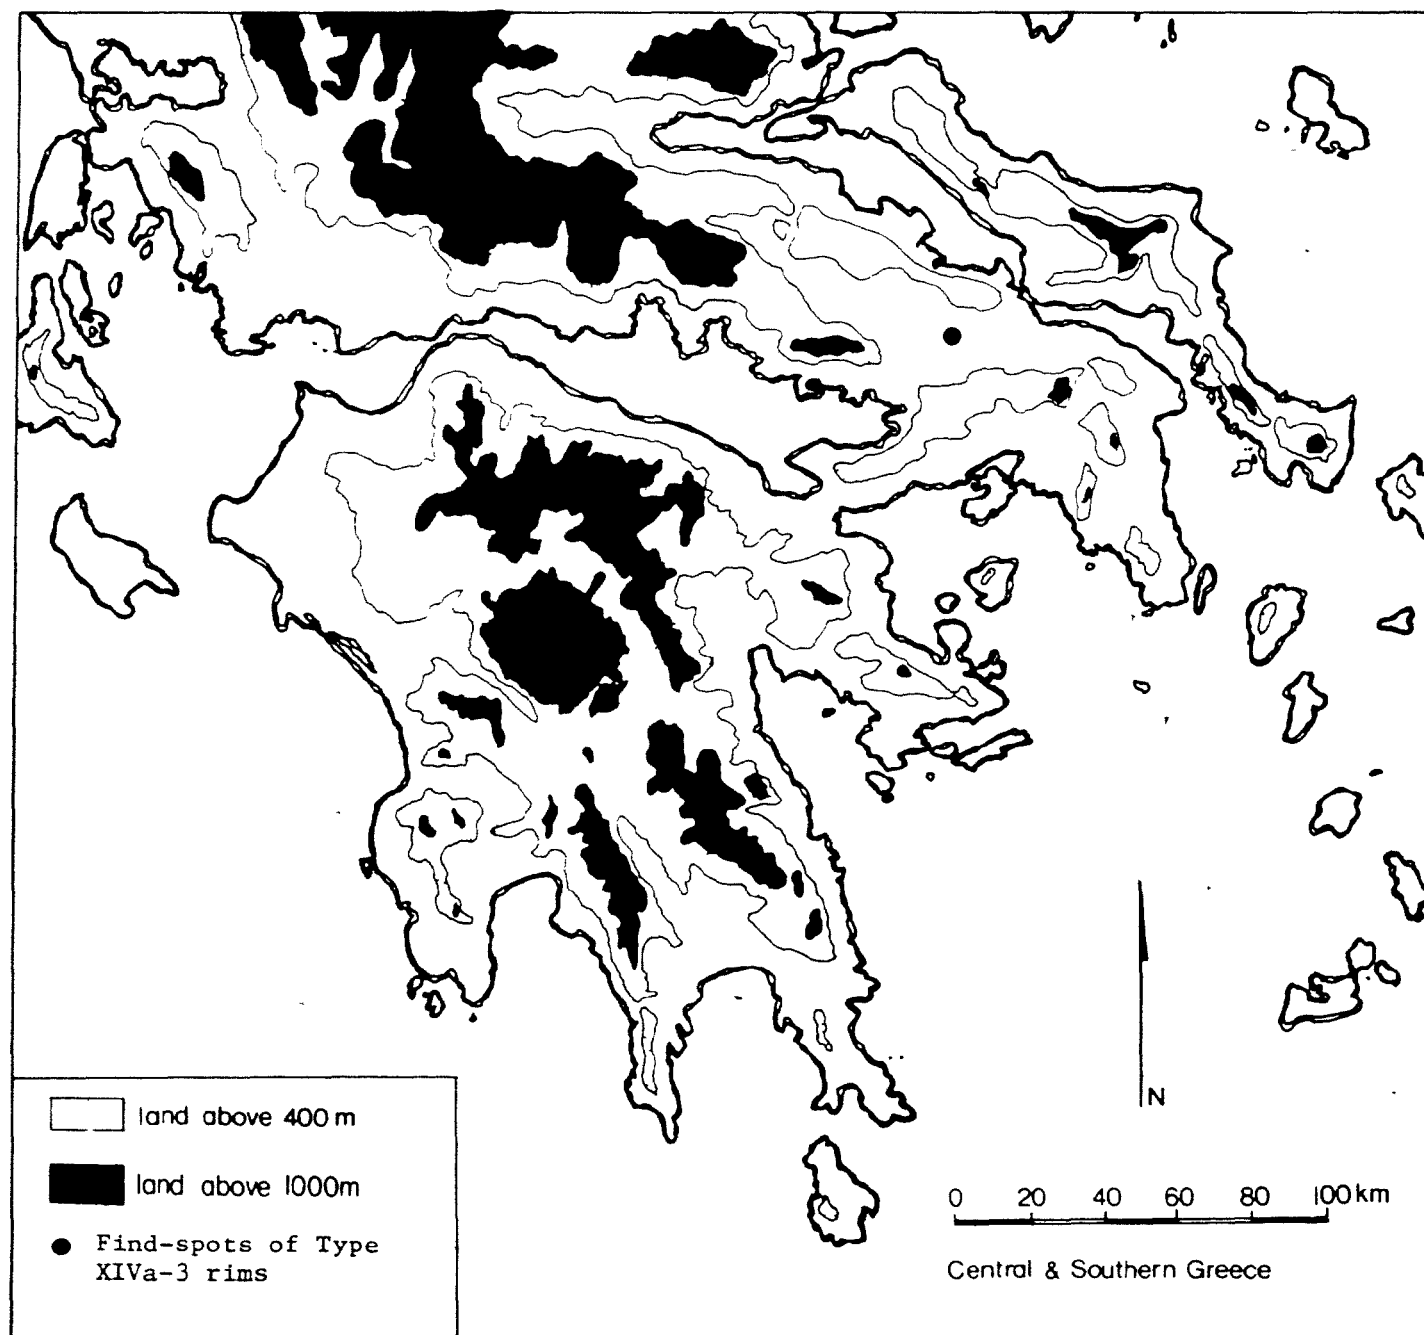 land above 400 m
land above 1000m
Find-spots of Type
XIVa-3 rims
N
0 20 40 60 80 100 km
Central & Southern Greece